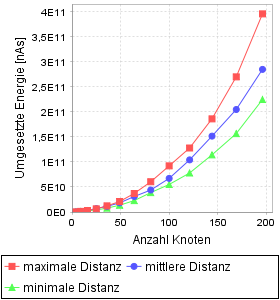 4E11
3,5E11
3E11
2,5E11
2E11
1,5E11
1E11
5E10
0E0
Umgesetzte Energie [nAs]
0 50 100 150 200
Anzahl Knoten
maximale Distanz mittlere Distanz
minimale Distanz